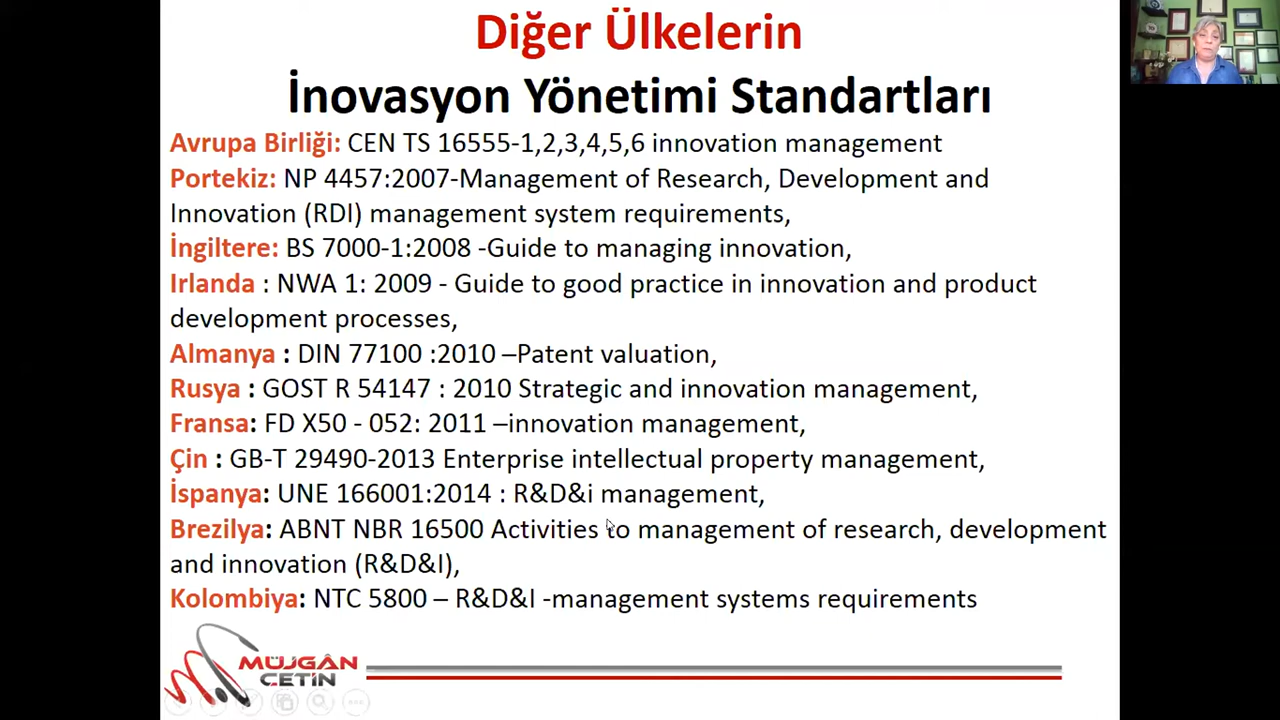 Diğer Ülkelerin
İnovasyon Yönetimi Standartları
Avrupa Birliği: CEN TS 16555-1,2,3,4,5,6 innovation management
Portekiz: NP 4457:2007-Management of Research, Development and
Innovation (RDI) management system requirements,
İngiltere: BS 7000-1:2008 -Guide to managing innovation,
Irlanda : NWA 1: 2009 - Guide to good practice in innovation and product
development processes,
Almanya : DIN 77100 :2010 –Patent valuation,
Rusya : GOST R 54147 : 2010 Strategic and innovation management,
Fransa: FD X50 - 052: 2011 –innovation management,
Çin : GB-T 29490-2013 Enterprise intellectual property management,
İspanya: UNE 166001:2014 : R&D&i management,
Brezilya: ABNT NBR 16500 Activities to management of research, development
and innovation (R&D&I),
Kolombiya: NTC 5800 – R&D&I -management systems requirements
MÜJGÂN
ÇETİN